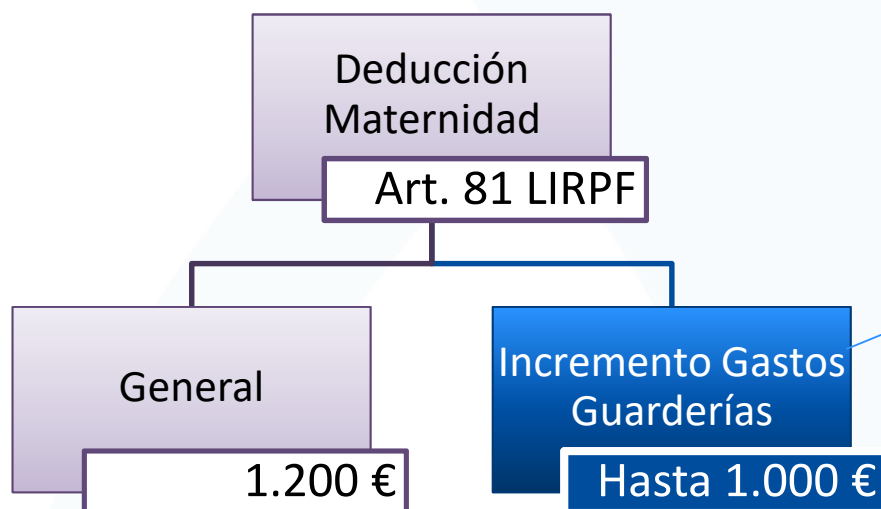 Deducción
Maternidad
Art. 81 LIRPF
General
1.200 €
Incremento Gastos
Guarderías
Hasta 1.000 €